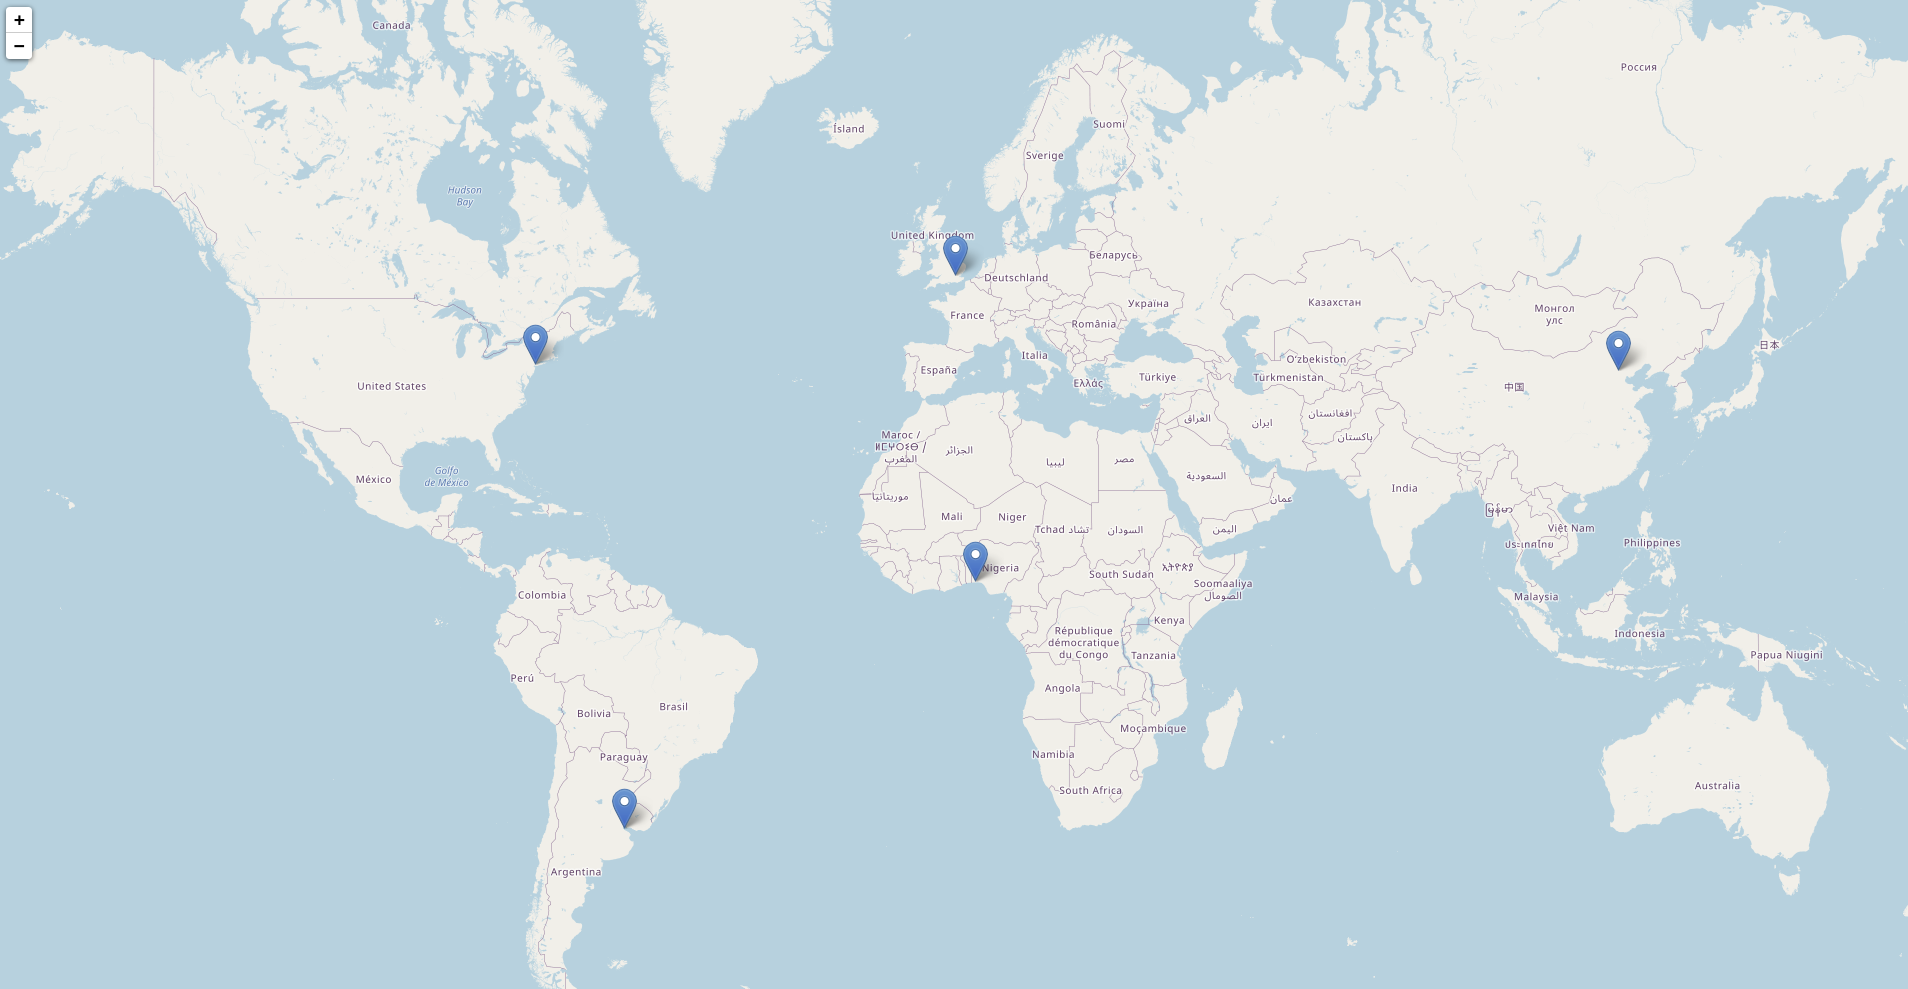 +
−
Canada
Россия
Ísland
Suomi
Sverige
Hudson
Bay
United Kingdom
Беларусь
Deutschland
Україна
Казахстан
Монгол
улс
France
România
日本
Italia
Oʻzbekiston
España
Türkiye
Türkmenistan
Ελλάς
United States
中国
افغانستان
العراق
ایران
پاکستان
Maroc /
ⵍⵎⵖⵔⵉⴱ /
المغرب
الجزائر
ليبيا
مصر
Golfo
de México
México
السعودية
India
موريتانيا
عمان
မြန်မာ
Mali
Niger
Tchad تشاد
السودان
اليمن
Việt Nam
ประเทศไทย
Philippines
Nigeria
South Sudan
ኢትዮጵያ
Soomaaliya
الصومال
Colombia
Malaysia
Kenya
République
démocratique
du Congo
Indonesia
Tanzania
Papua Niugini
Perú
Angola
Brasil
Bolivia
Moçambique
Namibia
Paraguay
Australia
South Africa
Argentina